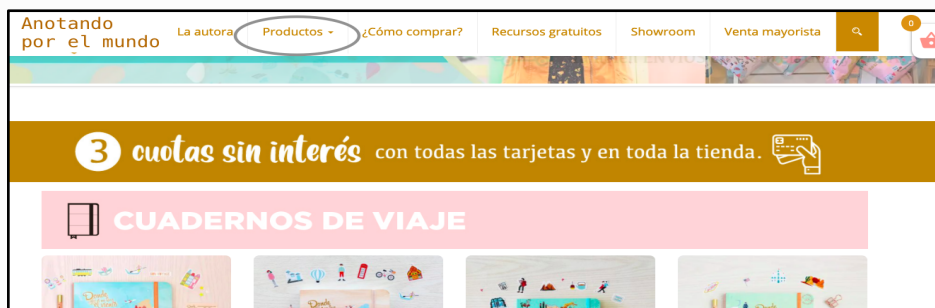 Anotando
por el mundo
La autora
Productos
¿Cómo comprar?
Recursos gratuitos
Showroom
Venta mayorista
0
3 cuotas sin interés con todas las tarjetas y en toda la tienda.
CUADERNOS DE VIAJE